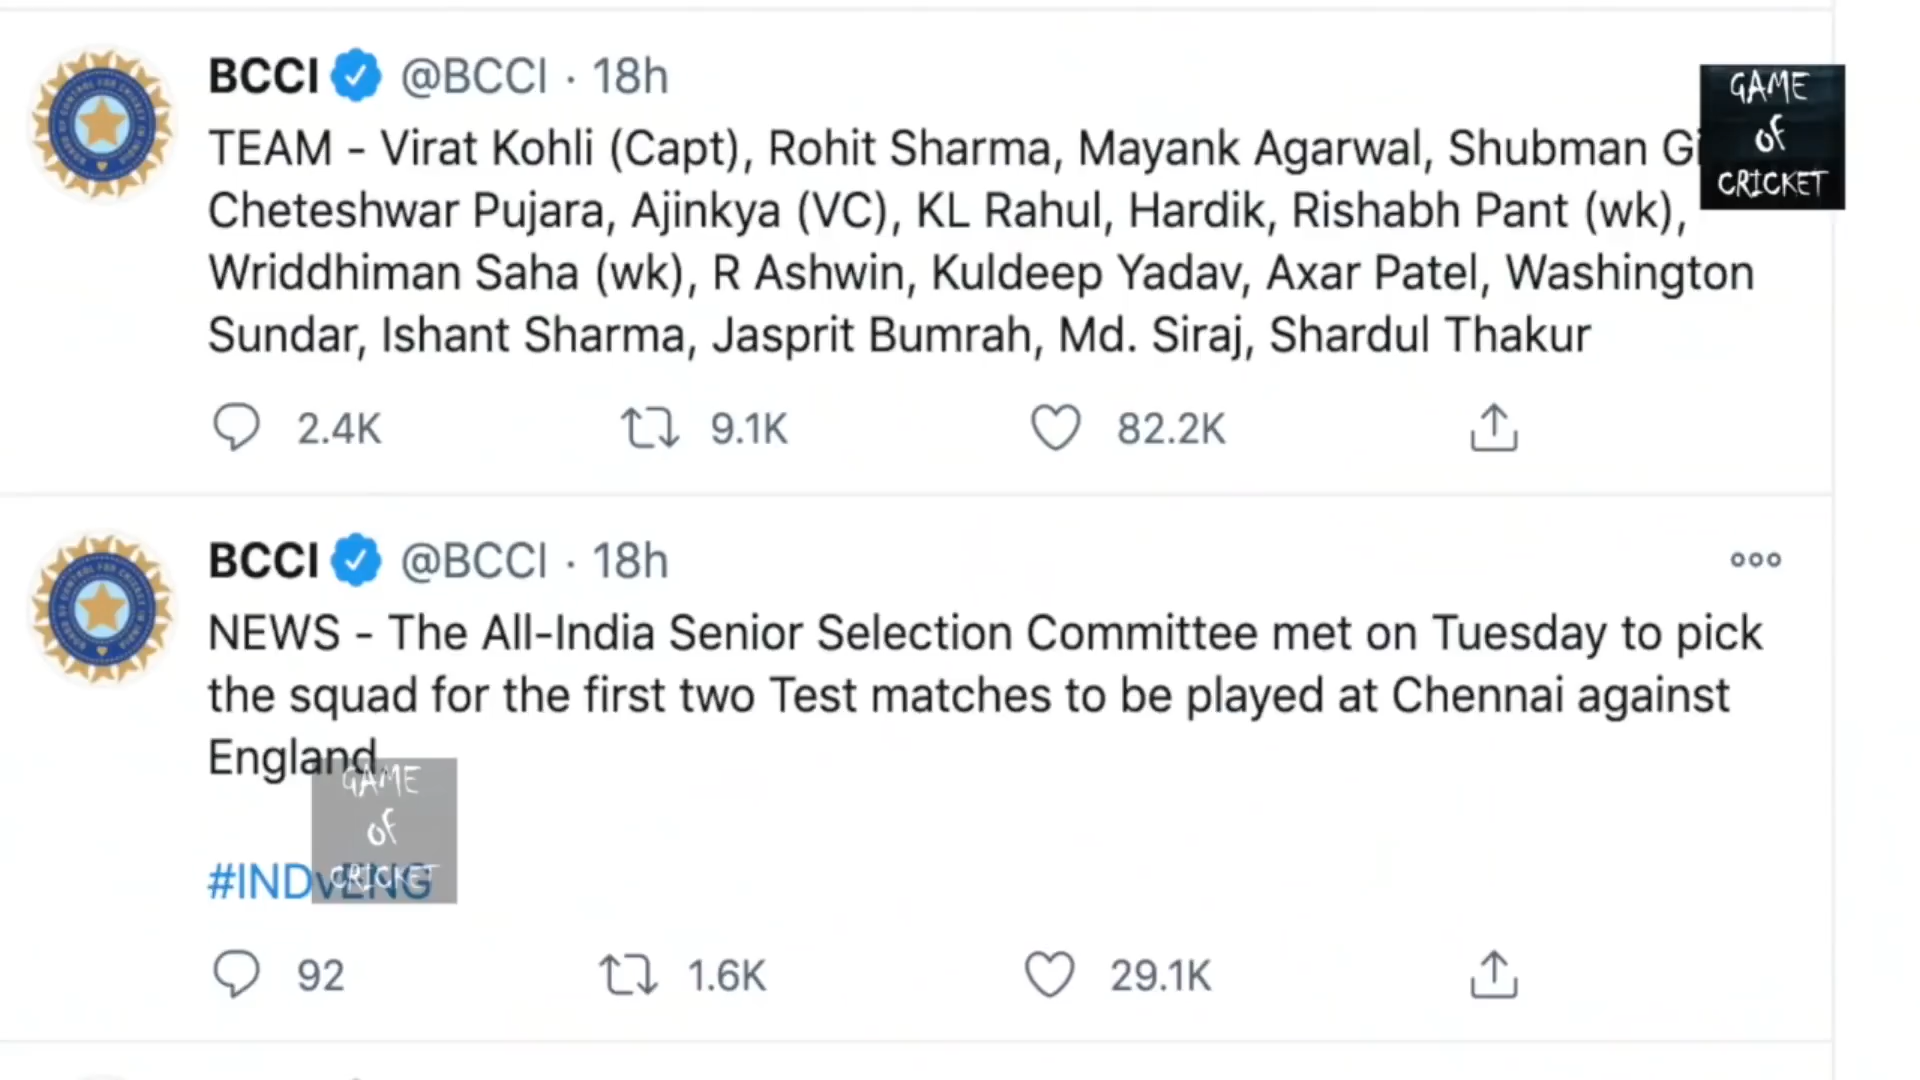 BCCI @BCCI · 18h
GAME
of
CRICKET
TEAM - Virat Kohli (Capt), Rohit Sharma, Mayank Agarwal, Shubman
Cheteshwar Pujara, Ajinkya (VC), KL Rahul, Hardik, Rishabh Pant (wk),
Wriddhiman Saha (wk), R Ashwin, Kuldeep Yadav, Axar Patel, Washington
Sundar, Ishant Sharma, Jasprit Bumrah, Md. Siraj, Shardul Thakur
2.4K 9.1K 82.2K
BCCI @BCCI · 18h
NEWS - The All-India Senior Selection Committee met on Tuesday to pick
the squad for the first two Test matches to be played at Chennai against
England
GAME
of
CRICKET
#INDvENG
92 1.6K 29.1K